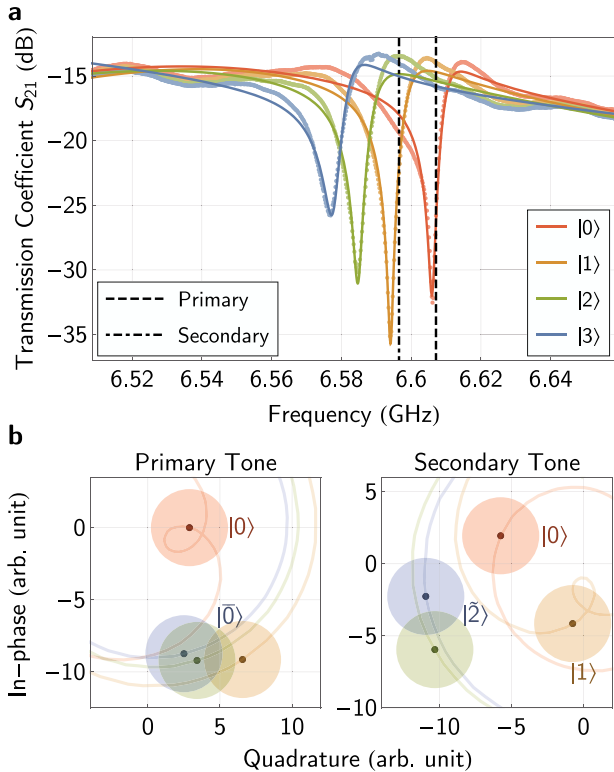 a
Transmission Coefficient S21 (dB)
−15
−20
−25
−30
−35
Primary
Secondary
|0⟩
|1⟩
|2⟩
|3⟩
6.52 6.54 6.56 6.58 6.6 6.62 6.64
Frequency (GHz)
b
Primary Tone Secondary Tone
In−phase (arb. unit)
0
−5
−10
|0⟩
|0̅⟩
0 5 10
5
0
−5
−10
|0⟩
|2̃⟩
|1⟩
−10 −5 0
Quadrature (arb. unit)